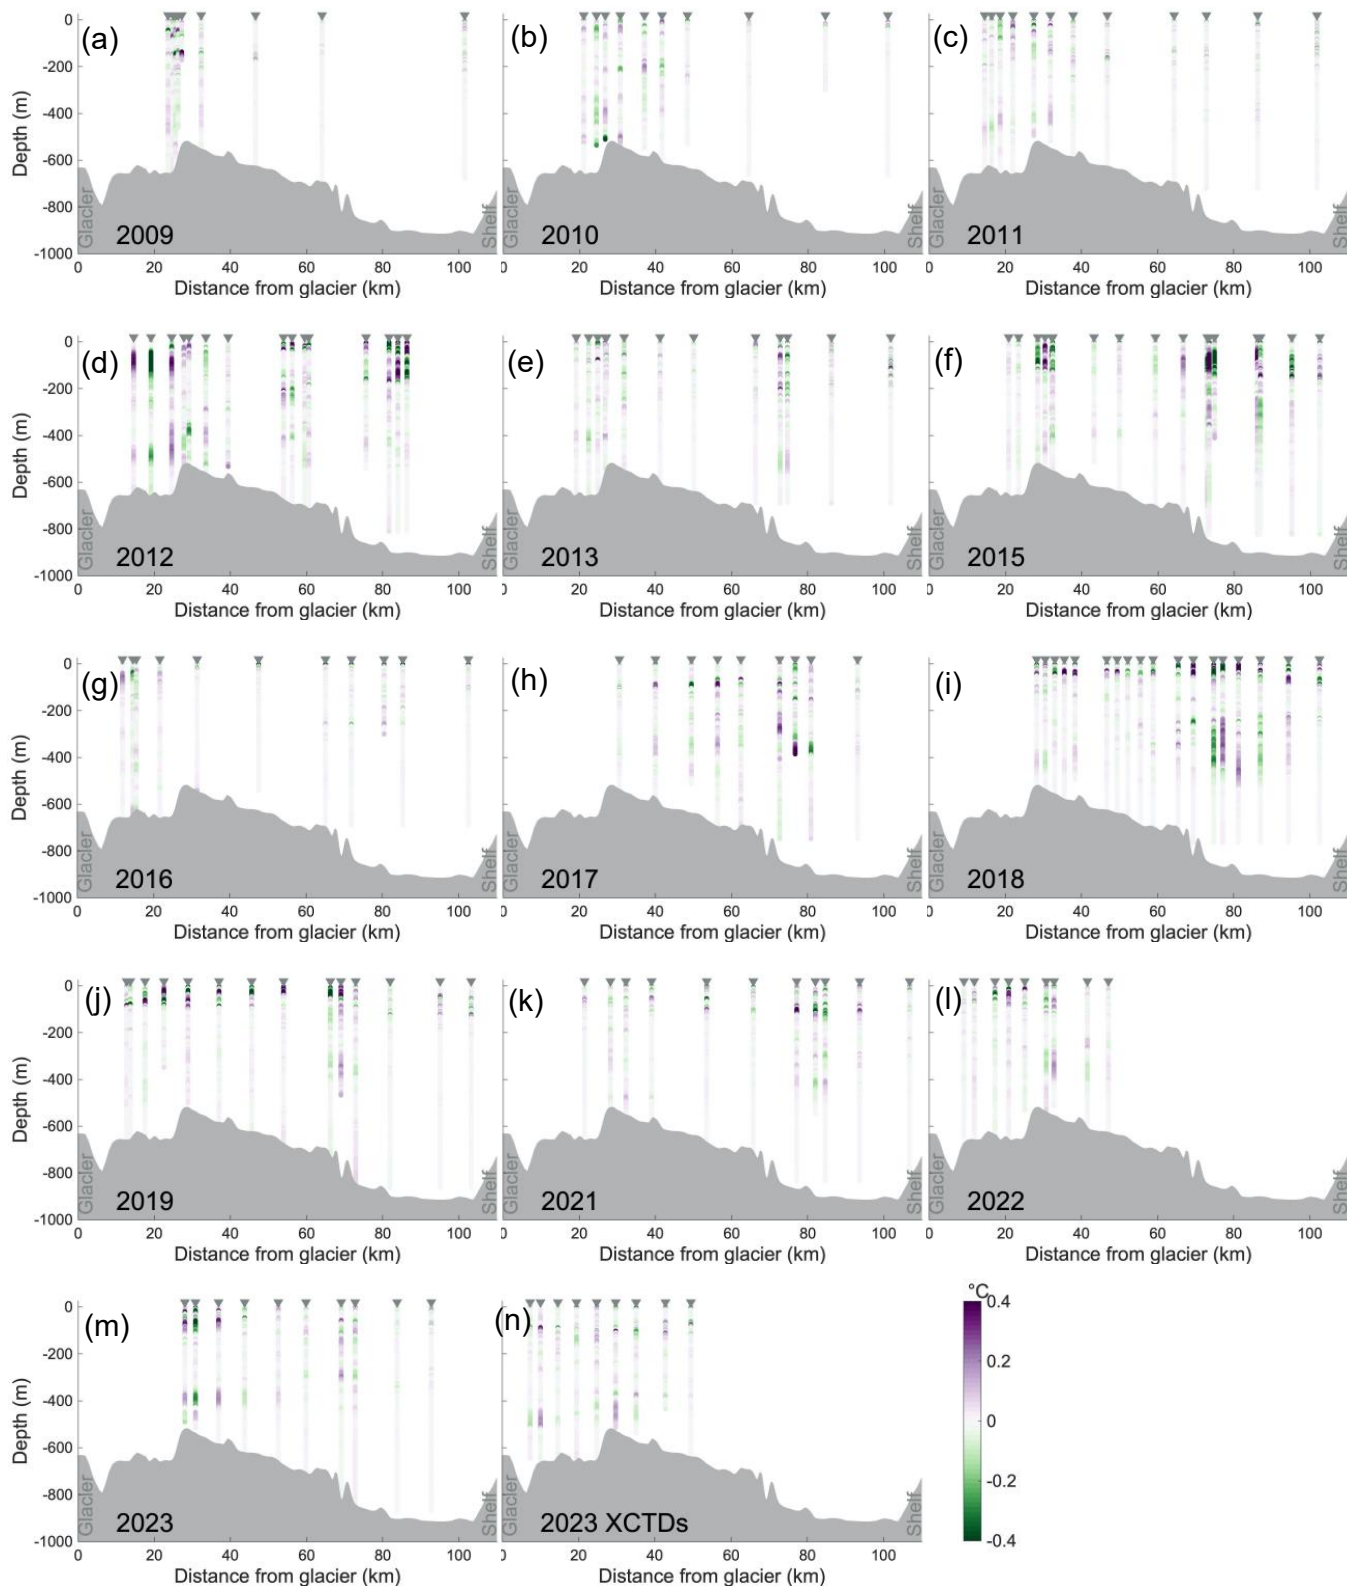 (a) (b) (c)
0 -200 -400 -600 -800 -1000
Depth (m)
Glacier Shelf Glacier Shelf Glacier Shelf
2009 2010 2011
0 20 40 60 80 100 0 20 40 60 80 100 0 20 40 60 80 100
Distance from glacier (km) Distance from glacier (km) Distance from glacier (km)
(d) (e) (f)
0 -200 -400 -600 -800 -1000
Depth (m)
Glacier Shelf Glacier Shelf Glacier Shelf
2012 2013 2015
0 20 40 60 80 100 0 20 40 60 80 100 0 20 40 60 80 100
Distance from glacier (km) Distance from glacier (km) Distance from glacier (km)
(g) (h) (i)
0 -200 -400 -600 -800 -1000
Depth (m)
Glacier Shelf Glacier Shelf Glacier Shelf
2016 2017 2018
0 20 40 60 80 100 0 20 40 60 80 100 0 20 40 60 80 100
Distance from glacier (km) Distance from glacier (km) Distance from glacier (km)
(j) (k) (l)
0 -200 -400 -600 -800 -1000
Depth (m)
Glacier Shelf Glacier Shelf Glacier Shelf
2019 2021 2022
0 20 40 60 80 100 0 20 40 60 80 100 0 20 40 60 80 100
Distance from glacier (km) Distance from glacier (km) Distance from glacier (km)
(m) (n)
0 -200 -400 -600 -800 -1000
Depth (m)
Glacier Shelf Glacier Shelf
2023 2023 XCTDs
0 20 40 60 80 100 0 20 40 60 80 100
Distance from glacier (km) Distance from glacier (km)
°C
0.4
0.2
0
-0.2
-0.4